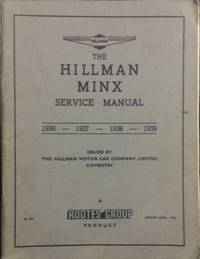 HILLMAN
THE
HILLMAN
MINX
SERVICE MANUAL
1936 — 1937 — 1938 — 1939
ISSUED BY
THE HILLMAN MOTOR CAR COMPANY LIMITED
COVENTRY
A
ROOTES GROUP
PRODUCT